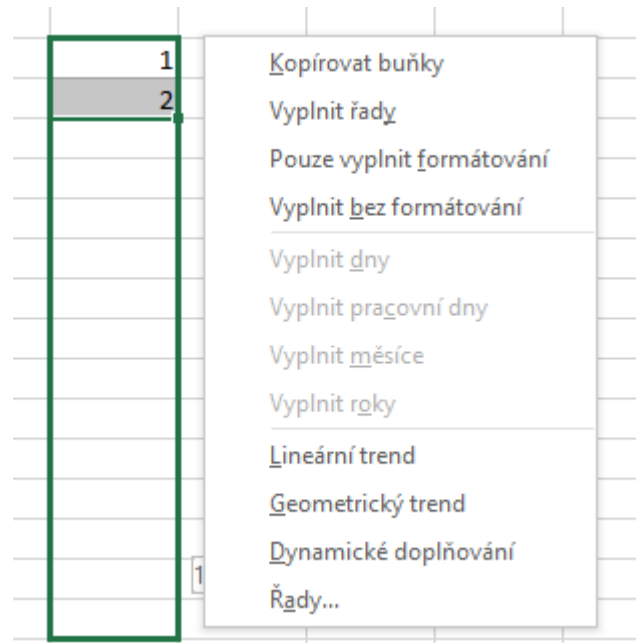 1
2
Kopírovat buňky
Vyplnit řady
Pouze vyplnit formátování
Vyplnit bez formátování
Vyplnit dny
Vyplnit pracovní dny
Vyplnit měsíce
Vyplnit roky
Lineární trend
Geometrický trend
Dynamické doplňování
1
Řady...